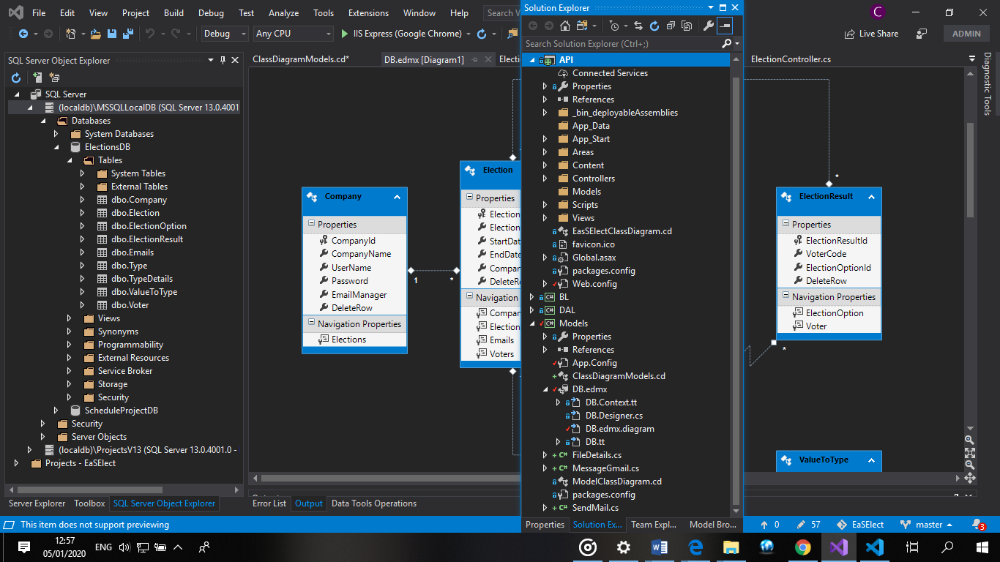 File Edit View Project Build Debug Test Analyze Tools Extensions Window Help Search V
Debug Any CPU IIS Express (Google Chrome) Live Share ADMIN
SQL Server Object Explorer
SQL Server
(localdb)\MSSQLLocalDB (SQL Server 13.0.4001
Databases
System Databases
ElectionsDB
Tables
System Tables
External Tables
dbo.Company
dbo.Election
dbo.ElectionOption
dbo.ElectionResult
dbo.Emails
dbo.Type
dbo.TypeDetails
dbo.ValueToType
dbo.Voter
Views
Synonyms
Programmability
External Resources
Service Broker
Storage
Security
ScheduleProjectDB
Security
Server Objects
(localdb)\ProjectsV13 (SQL Server 13.0.4001.0 -
Projects - EaSElect
Server Explorer Toolbox SQL Server Object Explorer
ClassDiagramModels.cd* DB.edmx [Diagram1] Electi ElectionController.cs
Company
Properties
CompanyId
CompanyName
UserName
Password
EmailManager
DeleteRow
Navigation Properties
Elections
1 *
Election
Properties
Election
Election
StartDat
EndDate
Compan
DeleteRo
Navigation
Compan
Election
Emails
Voters
Solution Explorer
Search Solution Explorer (Ctrl+;)
API
Connected Services
Properties
References
_bin_deployableAssemblies
App_Data
App_Start
Areas
Content
Controllers
Models
Scripts
Views
EasSElectClassDiagram.cd
favicon.ico
Global.asax
packages.config
Web.config
BL
DAL
Models
Properties
References
App.Config
ClassDiagramModels.cd
DB.edmx
DB.Context.tt
DB.Designer.cs
DB.edmx.diagram
DB.tt
FileDetails.cs
MessageGmail.cs
ModelClassDiagram.cd
packages.config
SendMail.cs
Properties Solution Ex... Team Expl... Model Bro...
*
ElectionResult
Properties
ElectionResultId
VoterCode
ElectionOptionId
DeleteRow
Navigation Properties
ElectionOption
Voter
*
ValueToType
Diagnostic Tools
Error List Output Data Tools Operations
This item does not support previewing 0 57 EaSElect master 3
12:57
05/01/2020
ENG
C